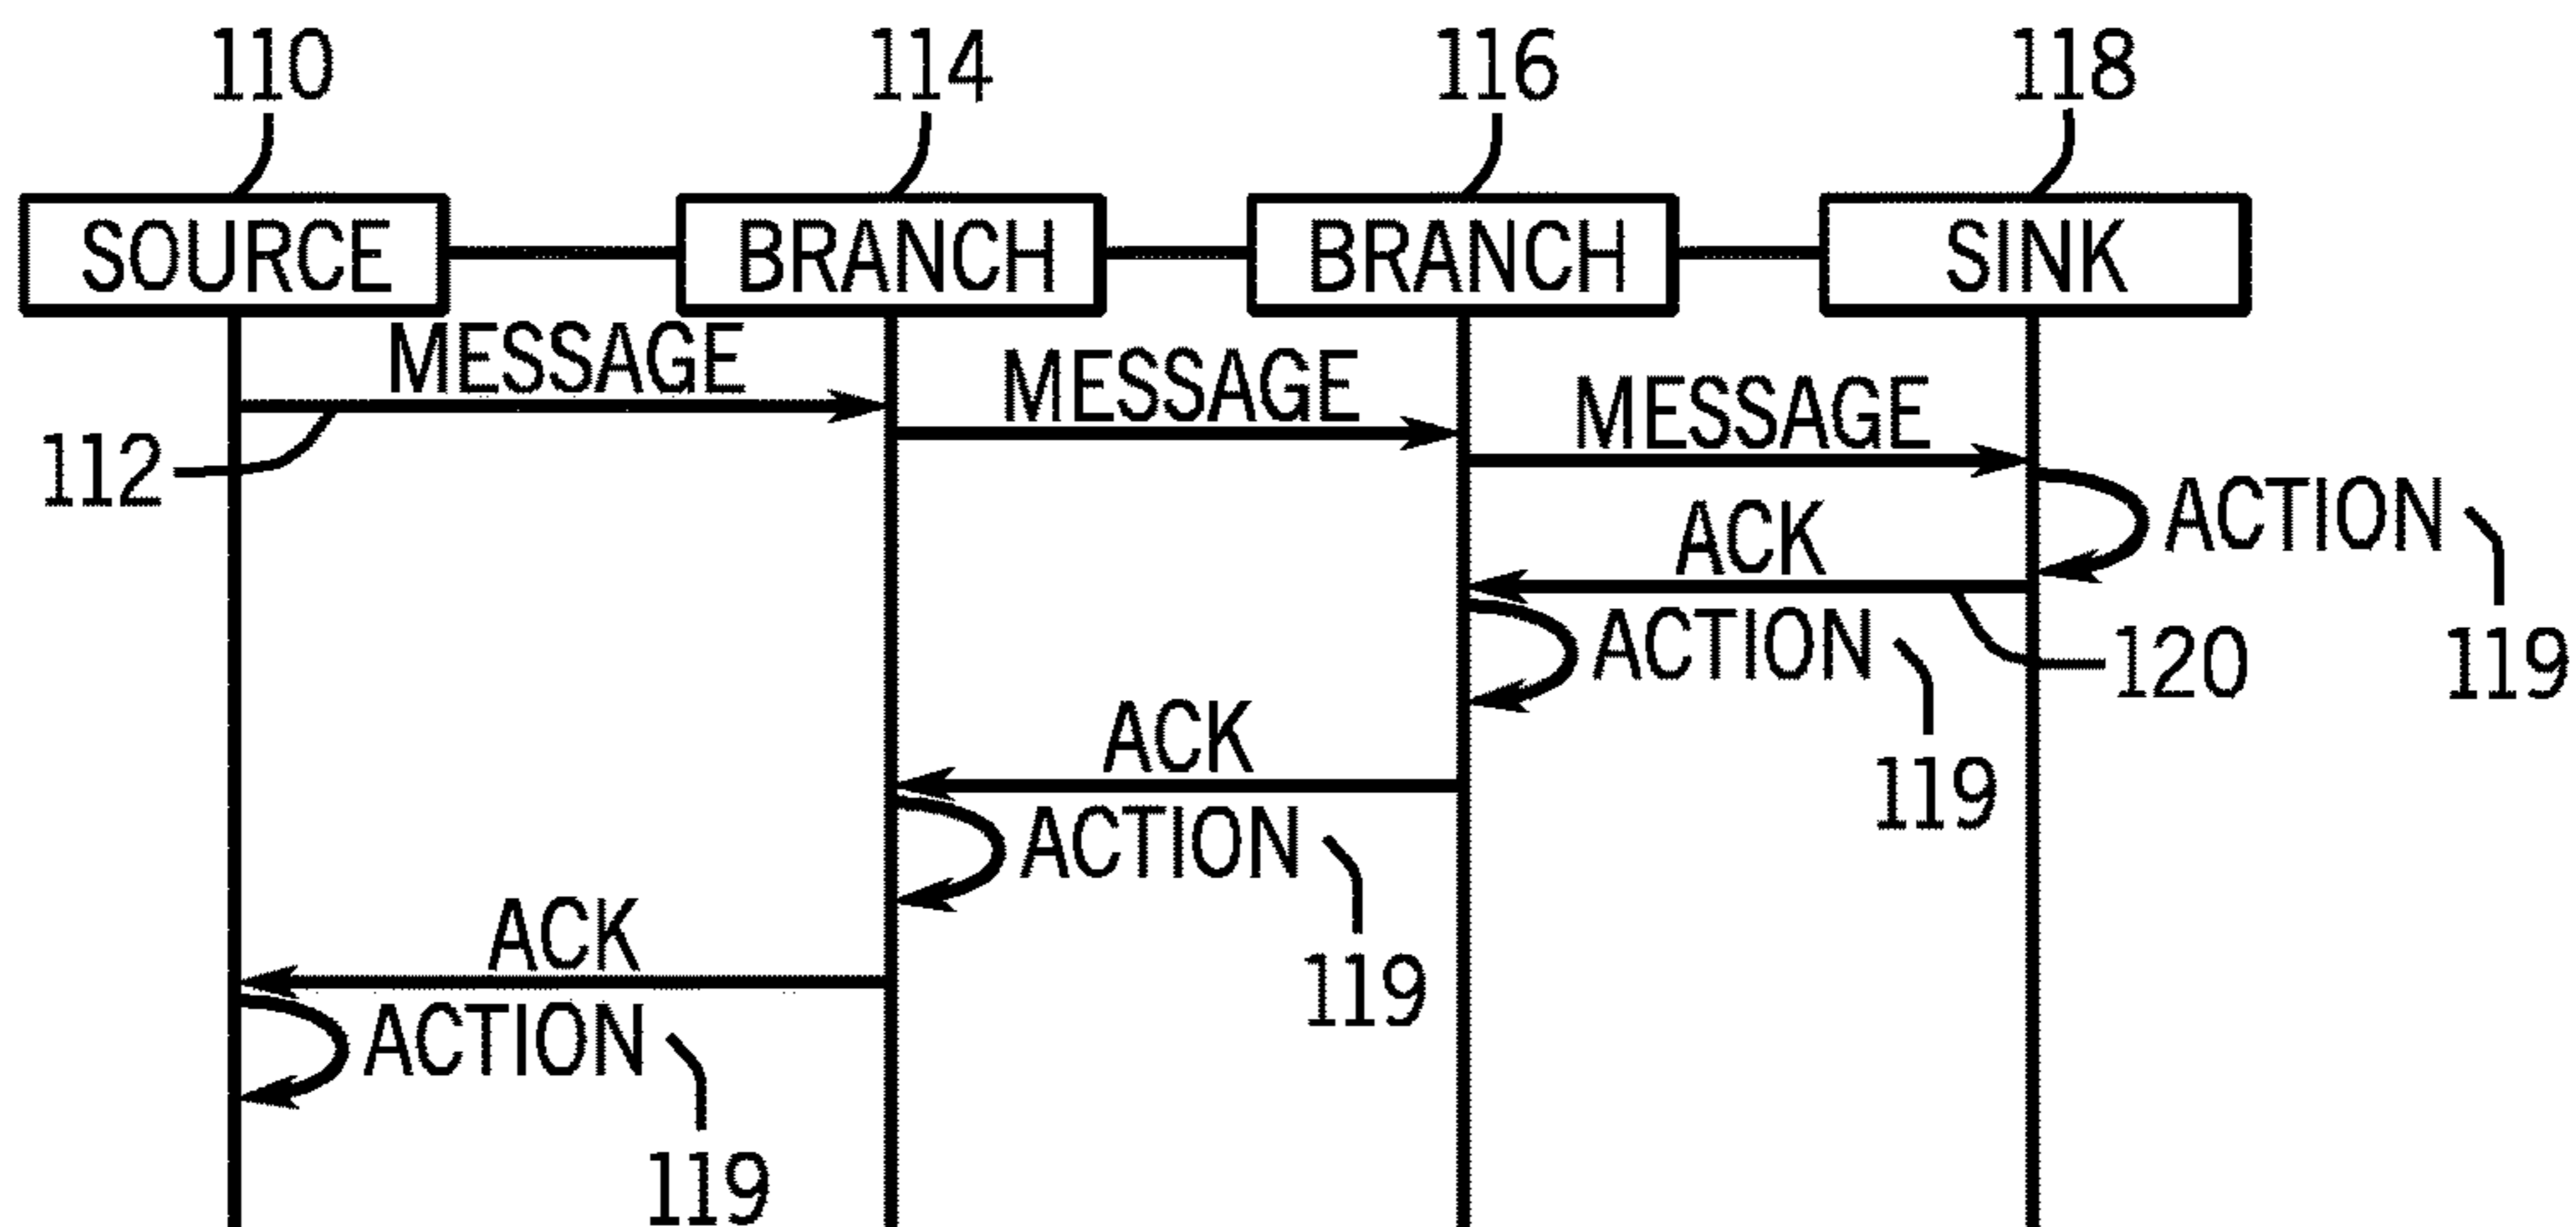 110 114 116 118
SOURCE BRANCH BRANCH SINK
MESSAGE
MESSAGE
MESSAGE
112
ACTION
ACK
ACTION
120
119
ACK
119
ACTION
ACK
119
ACTION
119